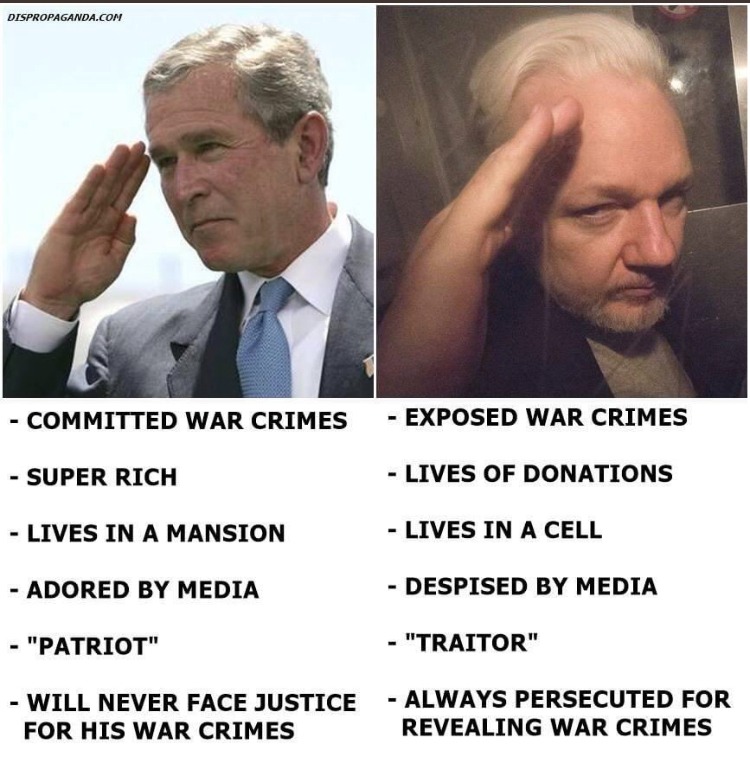 DISPROPAGANDA.COM
- COMMITTED WAR CRIMES
- SUPER RICH
- LIVES IN A MANSION
- ADORED BY MEDIA
- "PATRIOT"
- WILL NEVER FACE JUSTICE
FOR HIS WAR CRIMES
- EXPOSED WAR CRIMES
- LIVES OF DONATIONS
- LIVES IN A CELL
- DESPISED BY MEDIA
- "TRAITOR"
- ALWAYS PERSECUTED FOR
REVEALING WAR CRIMES